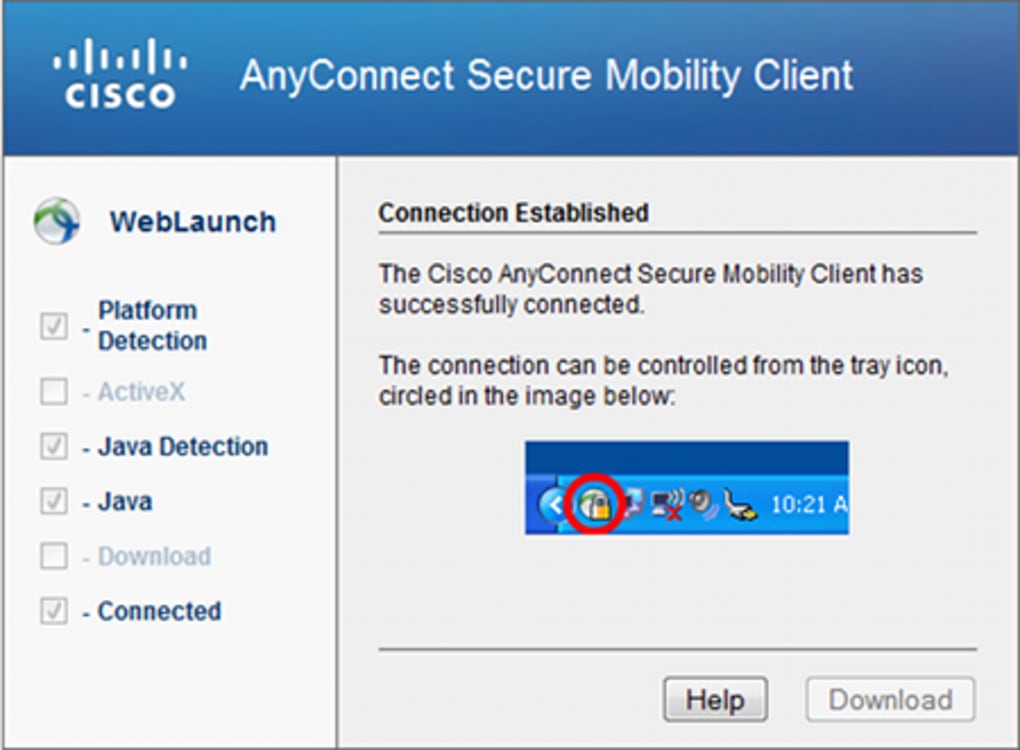 CISCO
AnyConnect Secure Mobility Client
WebLaunch
- Platform
Detection
- ActiveX
- Java Detection
- Java
- Download
- Connected
Connection Established
The Cisco AnyConnect Secure Mobility Client has
successfully connected.
The connection can be controlled from the tray icon,
circled in the image below:
10:21 A
Help
Download